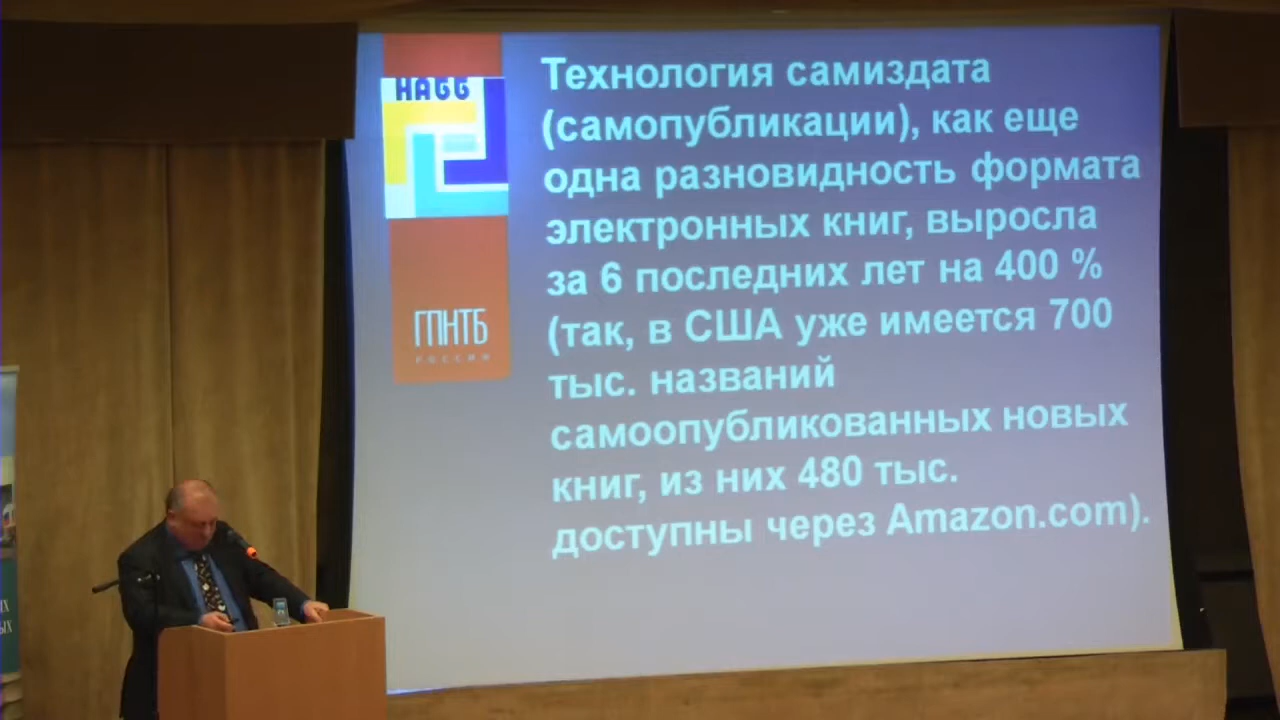 НАББ
ГПНТБ
РОССИИ
Технология самиздата
(самопубликации), как еще
одна разновидность формата
электронных книг, выросла
за 6 последних лет на 400 %
(так, в США уже имеется 700
тыс. названий
самоопубликованных новых
книг, из них 480 тыс.
доступны через Amazon.com).